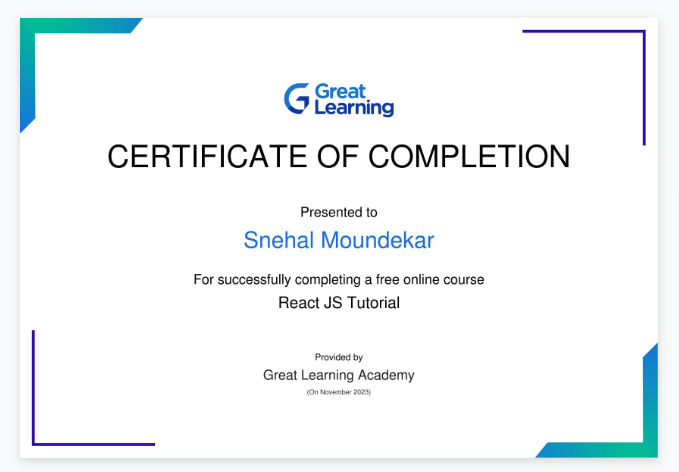 Great
Learning
CERTIFICATE OF COMPLETION
Presented to
Snehal Moundekar
For successfully completing a free online course
React JS Tutorial
Provided by
Great Learning Academy
(On November 2023)